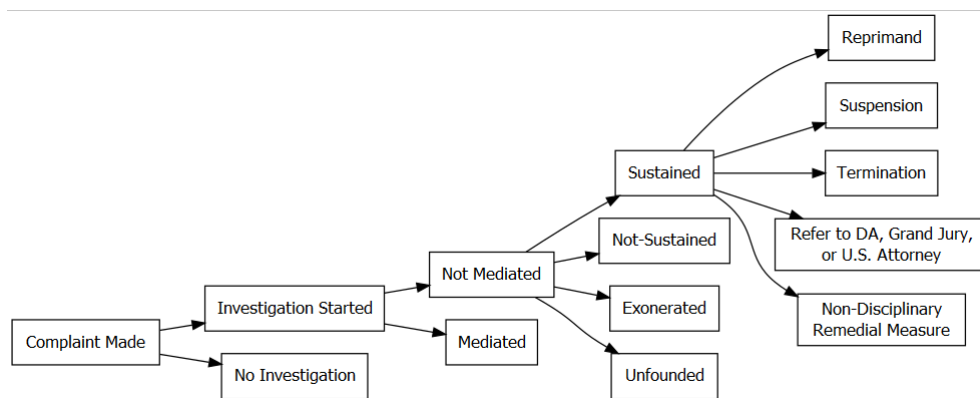 Reprimand
Suspension
Sustained
Termination
Not-Sustained
Refer to DA, Grand Jury,
or U.S. Attorney
Not Mediated
Investigation Started
Exonerated
Non-Disciplinary
Remedial Measure
Complaint Made
Mediated
No Investigation
Unfounded